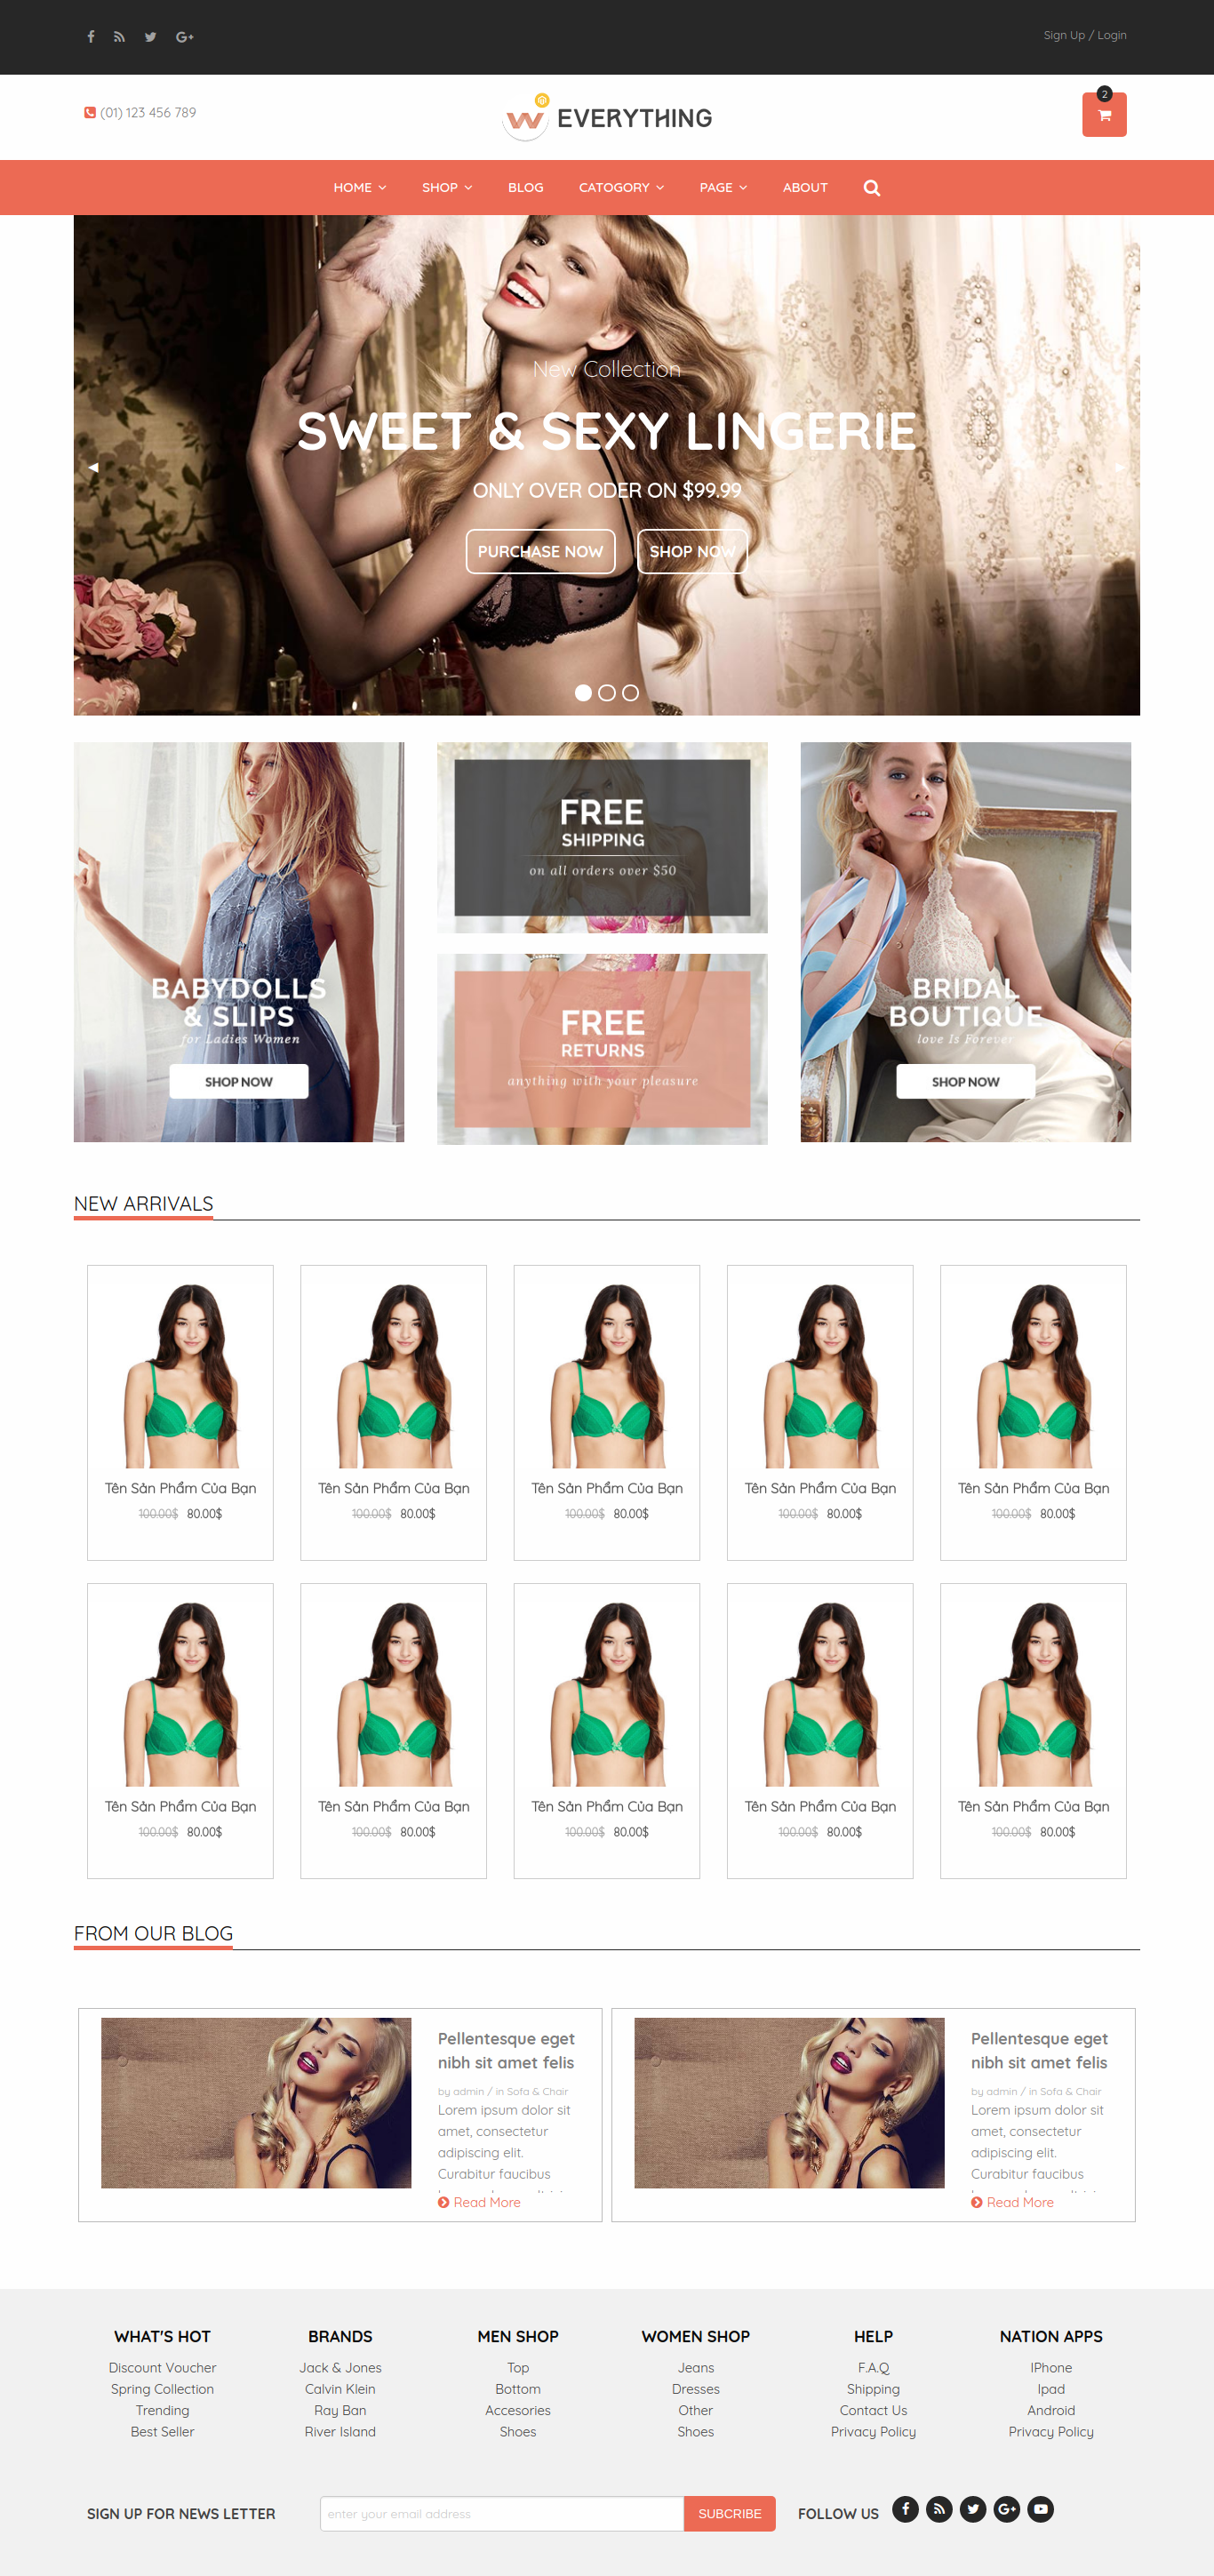 Sign Up / Login
(01) 123 456 789
W EVERYTHING
2
HOME SHOP BLOG CATOGORY PAGE ABOUT
New Collection
SWEET & SEXY LINGERIE
ONLY OVER ODER ON $99.99
PURCHASE NOW SHOP NOW
BABYDOLLS
& SLIPS
for Ladies Women
SHOP NOW
FREE
SHIPPING
on all orders over $50
FREE
RETURNS
anything with your pleasure
BRIDAL
BOUTIQUE
love Is Forever
SHOP NOW
NEW ARRIVALS
Tên Sản Phẩm Của Bạn Tên Sản Phẩm Của Bạn Tên Sản Phẩm Của Bạn Tên Sản Phẩm Của Bạn Tên Sản Phẩm Của Bạn
100.00$ 80.00$ 100.00$ 80.00$ 100.00$ 80.00$ 100.00$ 80.00$ 100.00$ 80.00$
Tên Sản Phẩm Của Bạn Tên Sản Phẩm Của Bạn Tên Sản Phẩm Của Bạn Tên Sản Phẩm Của Bạn Tên Sản Phẩm Của Bạn
100.00$ 80.00$ 100.00$ 80.00$ 100.00$ 80.00$ 100.00$ 80.00$ 100.00$ 80.00$
FROM OUR BLOG
Pellentesque eget
nibh sit amet felis
by admin / in Sofa & Chair
Lorem ipsum dolor sit
amet, consectetur
adipiscing elit.
Curabitur faucibus
Read More
Pellentesque eget
nibh sit amet felis
by admin / in Sofa & Chair
Lorem ipsum dolor sit
amet, consectetur
adipiscing elit.
Curabitur faucibus
Read More
WHAT'S HOT
Discount Voucher
Spring Collection
Trending
Best Seller
BRANDS
Jack & Jones
Calvin Klein
Ray Ban
River Island
MEN SHOP
Top
Bottom
Accesories
Shoes
WOMEN SHOP
Jeans
Dresses
Other
Shoes
HELP
F.A.Q
Shipping
Contact Us
Privacy Policy
NATION APPS
IPhone
Ipad
Android
Privacy Policy
SIGN UP FOR NEWS LETTER
enter your email address
SUBCRIBE
FOLLOW US